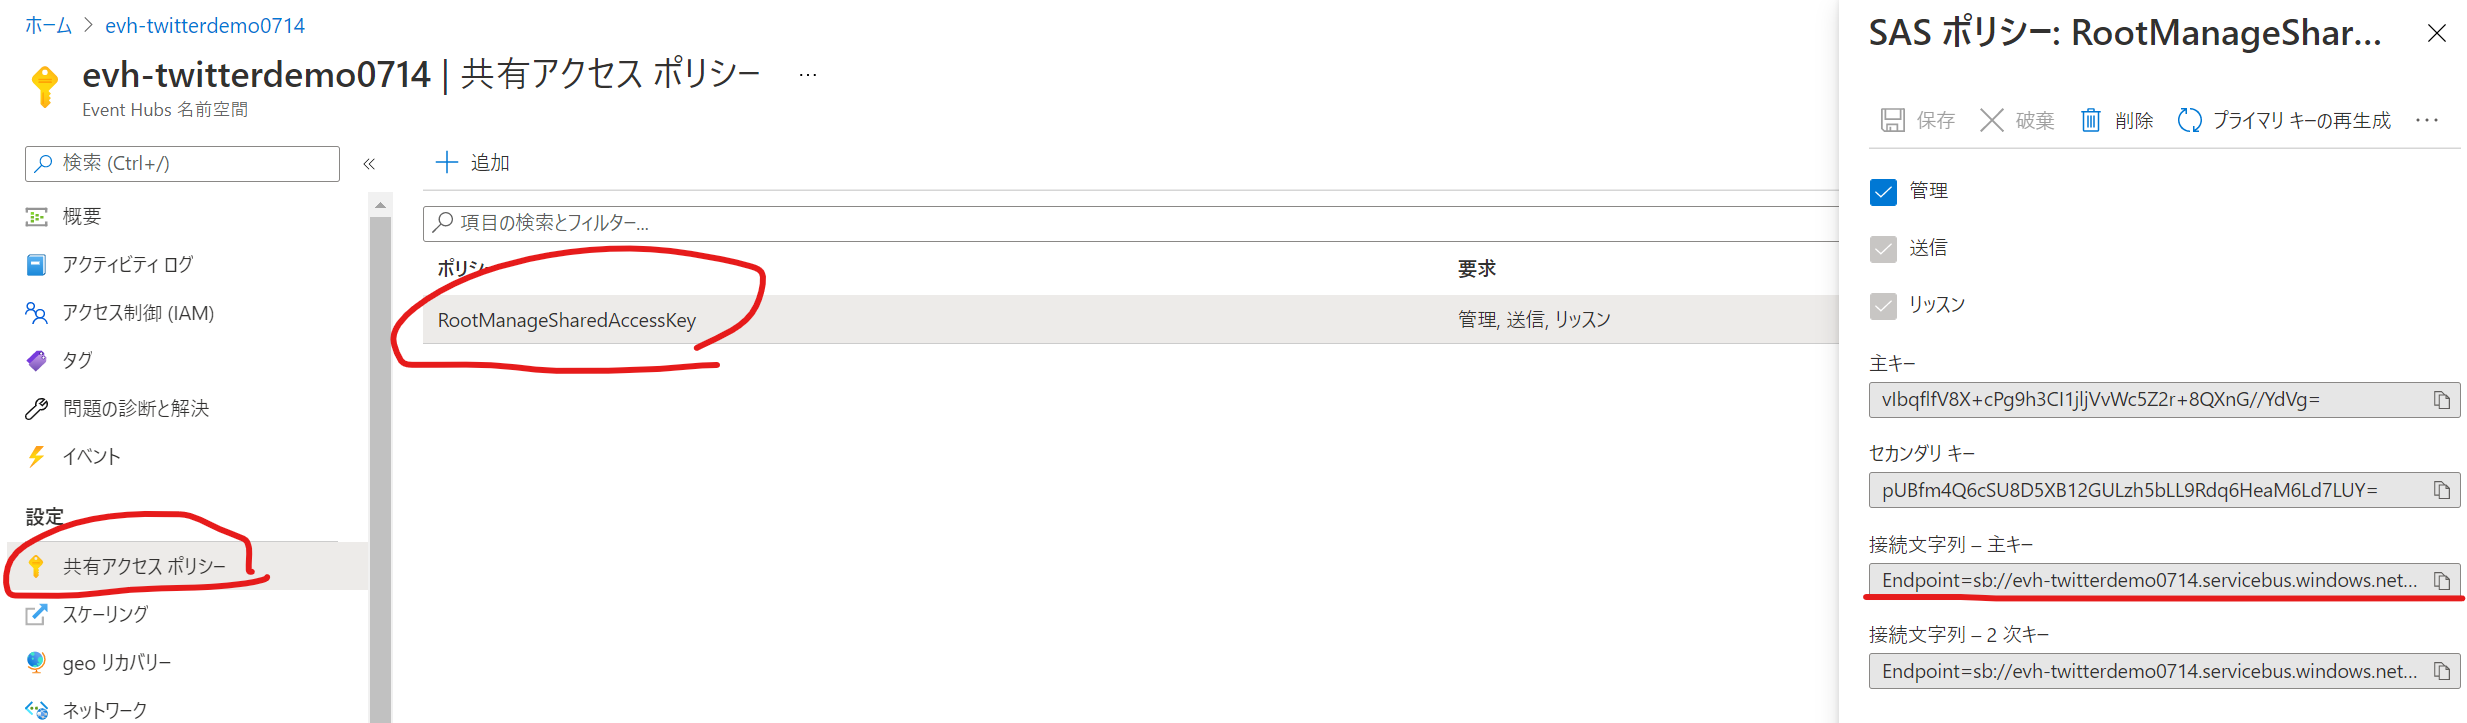 ホーム > evh-twitterdemo0714
evh-twitterdemo0714 | 共有アクセス ポリシー ...
Event Hubs 名前空間
検索 (Ctrl+/)
«
概要
アクティビティ ログ
アクセス制御 (IAM)
タグ
問題の診断と解決
イベント
設定
共有アクセス ポリシー
スケーリング
geo リカバリー
ネットワーク
追加
項目の検索とフィルター...
ポリシー
要求
RootManageSharedAccessKey
管理, 送信, リッスン
SAS ポリシー: RootManageShar...
保存
破棄
削除
プライマリ キーの再生成
...
管理
送信
リッスン
主キー
vIbqflfV8X+cPg9h3CI1jljVvWc5Z2r+8QXnG//YdVg=
セカンダリ キー
pUBfm4Q6cSU8D5XB12GULzh5bLL9Rdq6HeaM6Ld7LUY=
接続文字列 – 主キー
Endpoint=sb://evh-twitterdemo0714.servicebus.windows.net...
接続文字列 – 2 次キー
Endpoint=sb://evh-twitterdemo0714.servicebus.windows.net...